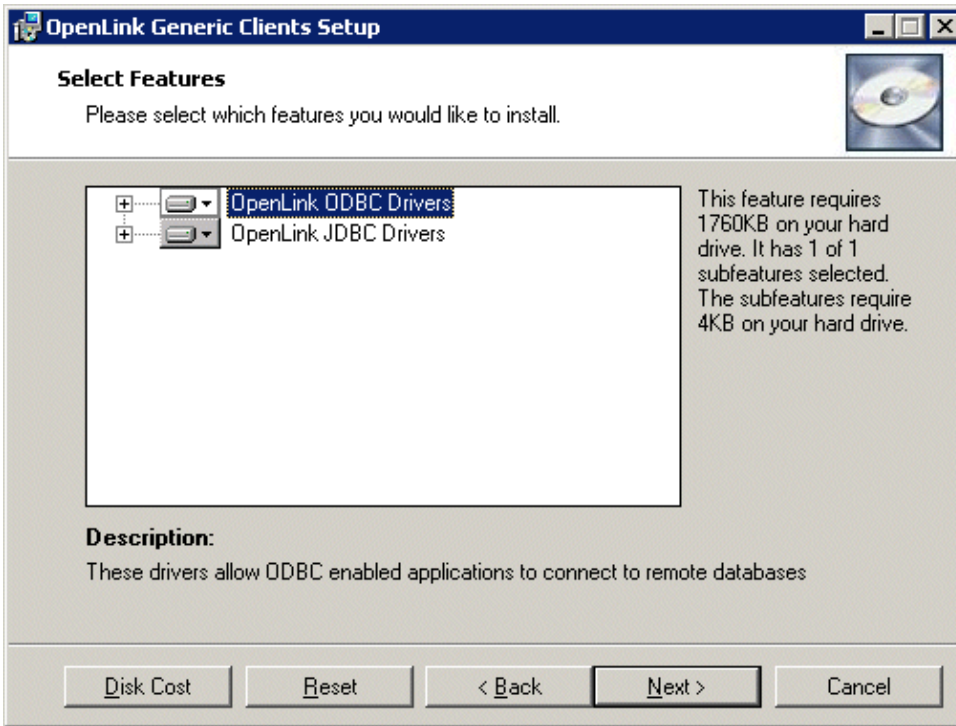 OpenLink Generic Clients Setup
Select Features
Please select which features you would like to install.
OpenLink ODBC Drivers
OpenLink JDBC Drivers
This feature requires
1760KB on your hard
drive. It has 1 of 1
subfeatures selected.
The subfeatures require
4KB on your hard drive.
Description:
These drivers allow ODBC enabled applications to connect to remote databases
Disk Cost
Reset
< Back
Next >
Cancel